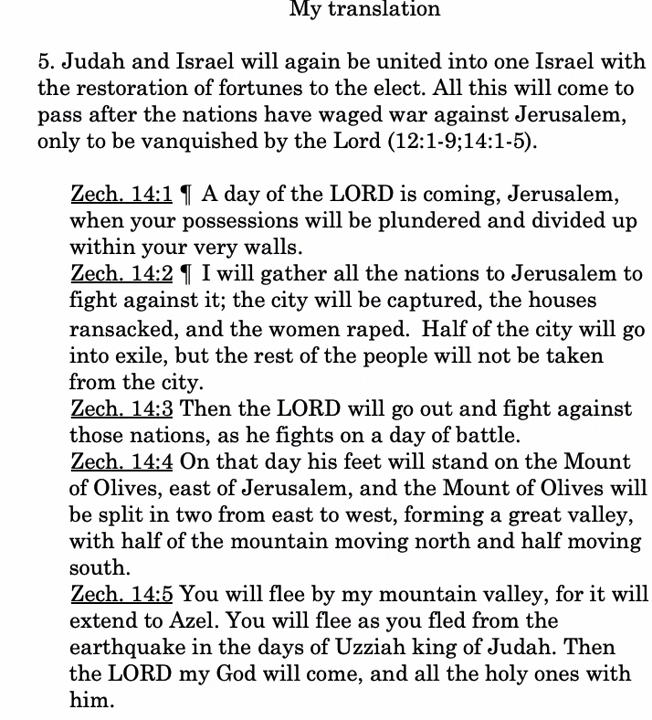 My translation
5. Judah and Israel will again be united into one Israel with
the restoration of fortunes to the elect. All this will come to
pass after the nations have waged war against Jerusalem,
only to be vanquished by the Lord (12:1-9;14:1-5).
Zech. 14:1 ¶ A day of the LORD is coming, Jerusalem,
when your possessions will be plundered and divided up
within your very walls.
Zech. 14:2 ¶ I will gather all the nations to Jerusalem to
fight against it; the city will be captured, the houses
ransacked, and the women raped. Half of the city will go
into exile, but the rest of the people will not be taken
from the city.
Zech. 14:3 Then the LORD will go out and fight against
those nations, as he fights on a day of battle.
Zech. 14:4 On that day his feet will stand on the Mount
of Olives, east of Jerusalem, and the Mount of Olives will
be split in two from east to west, forming a great valley,
with half of the mountain moving north and half moving
south.
Zech. 14:5 You will flee by my mountain valley, for it will
extend to Azel. You will flee as you fled from the
earthquake in the days of Uzziah king of Judah. Then
the LORD my God will come, and all the holy ones with
him.